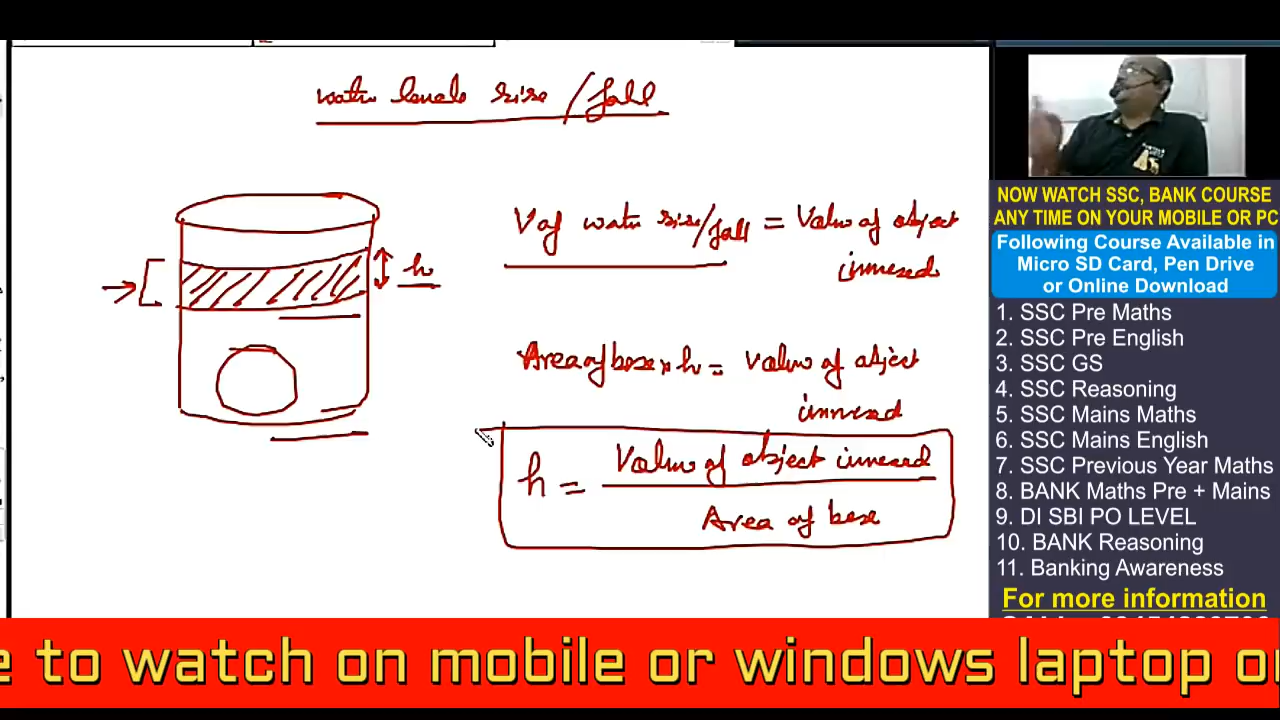 water levels rise/fall
V of water rise/fall = Volum of object
immersed
h
Area of base x h = Volum of object
immersed
h = Volum of object immersed
Area of base
NOW WATCH SSC, BANK COURSE
ANY TIME ON YOUR MOBILE OR PC
Following Course Available in
Micro SD Card, Pen Drive
or Online Download
1. SSC Pre Maths
2. SSC Pre English
3. SSC GS
4. SSC Reasoning
5. SSC Mains Maths
6. SSC Mains English
7. SSC Previous Year Maths
8. BANK Maths Pre + Mains
9. DI SBI PO LEVEL
10. BANK Reasoning
11. Banking Awareness
For more information
e to watch on mobile or windows laptop or